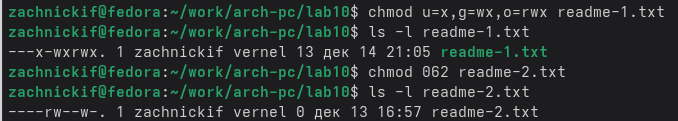 zachnickif@fedora:~/work/arch-pc/lab10$ chmod u=x,g=wx,o=rwx readme-1.txt
zachnickif@fedora:~/work/arch-pc/lab10$ ls -l readme-1.txt
---x-wxrwx. 1 zachnickif vernel 13 дек 14 21:05 readme-1.txt
zachnickif@fedora:~/work/arch-pc/lab10$ chmod 062 readme-2.txt
zachnickif@fedora:~/work/arch-pc/lab10$ ls -l readme-2.txt
----rw--w-. 1 zachnickif vernel 0 дек 13 16:57 readme-2.txt